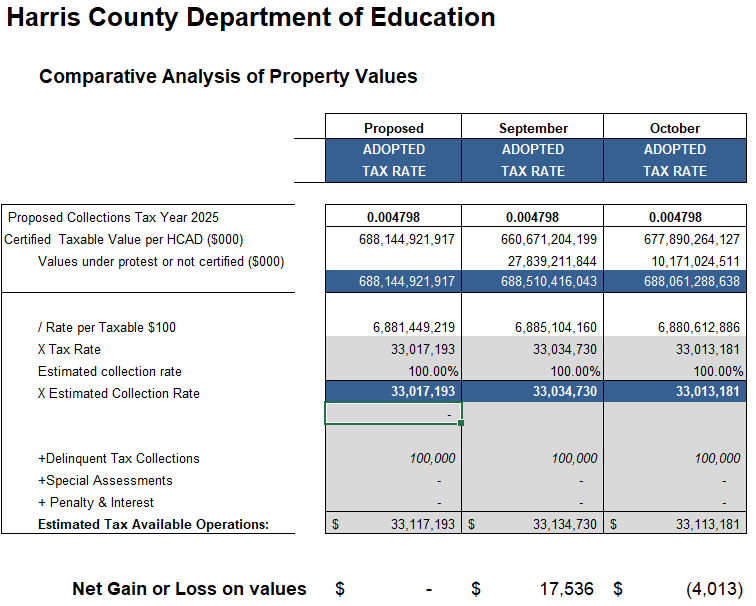 Harris County Department of Education
Comparative Analysis of Property Values
Proposed September October
ADOPTED ADOPTED ADOPTED
TAX RATE TAX RATE TAX RATE
Proposed Collections Tax Year 2025 0.004798 0.004798 0.004798
Certified Taxable Value per HCAD ($000) 688,144,921,917 660,671,204,199 677,890,264,127
Values under protest or not certified ($000) 27,839,211,844 10,171,024,511
688,144,921,917 688,510,416,043 688,061,288,638
/ Rate per Taxable $100 6,881,449,219 6,885,104,160 6,880,612,886
X Tax Rate 33,017,193 33,034,730 33,013,181
Estimated collection rate 100.00% 100.00% 100.00%
X Estimated Collection Rate 33,017,193 33,034,730 33,013,181
-
+Delinquent Tax Collections 100,000 100,000 100,000
+Special Assessments - - -
+ Penalty & Interest - - -
Estimated Tax Available Operations: $ 33,117,193 $ 33,134,730 $ 33,113,181
Net Gain or Loss on values $ - $ 17,536 $ (4,013)